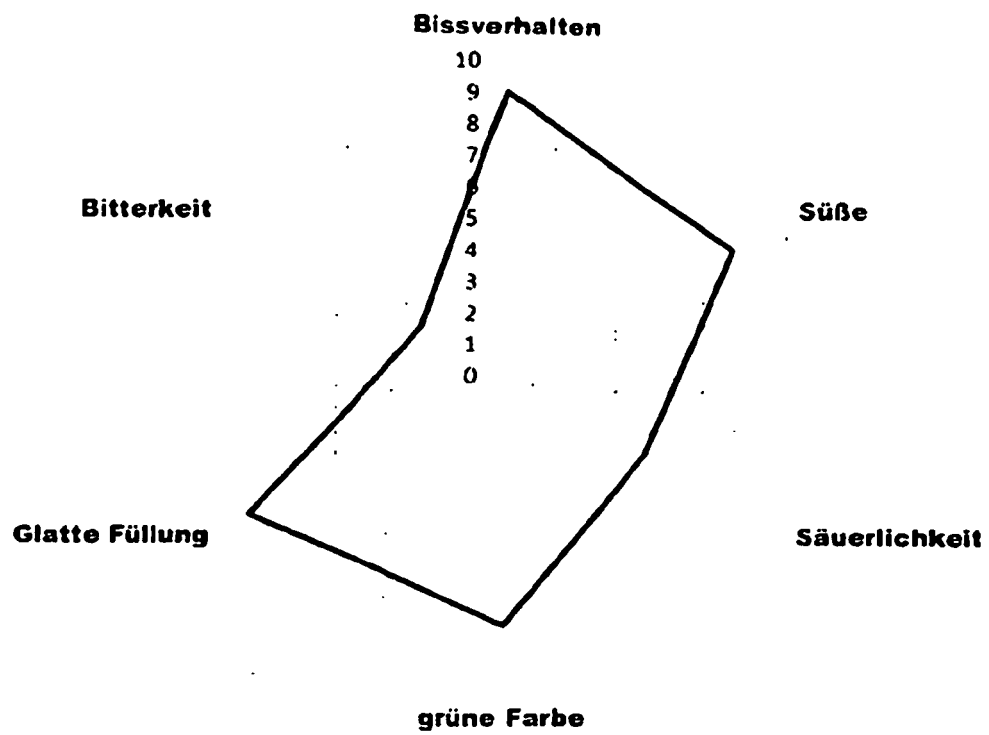 Bissverhalten
10
9
8
7
6
5
4
3
2
1
0
Bitterkeit
Süße
Glatte Füllung
Säuerlichkeit
grüne Farbe